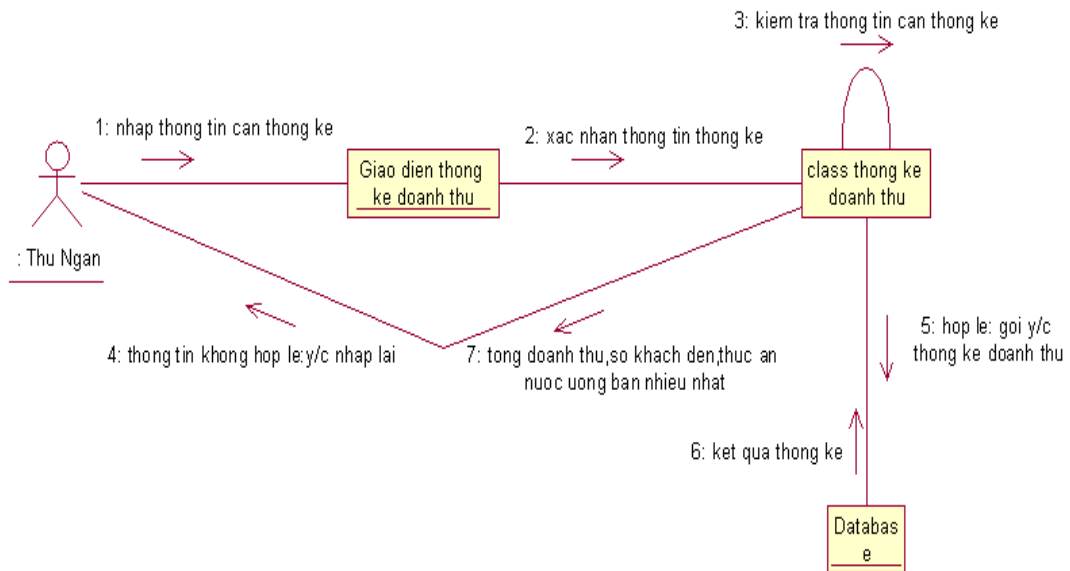 3: kiem tra thong tin can thong ke
1: nhap thong tin can thong ke
2: xac nhan thong tin thong ke
Giao dien thong
ke doanh thu
class thong ke
doanh thu
: Thu Ngan
4: thong tin khong hop le:y/c nhap lai
7: tong doanh thu,so khach den,thuc an
nuoc uong ban nhieu nhat
5: hop le: goi y/c
thong ke doanh thu
6: ket qua thong ke
Databas
e